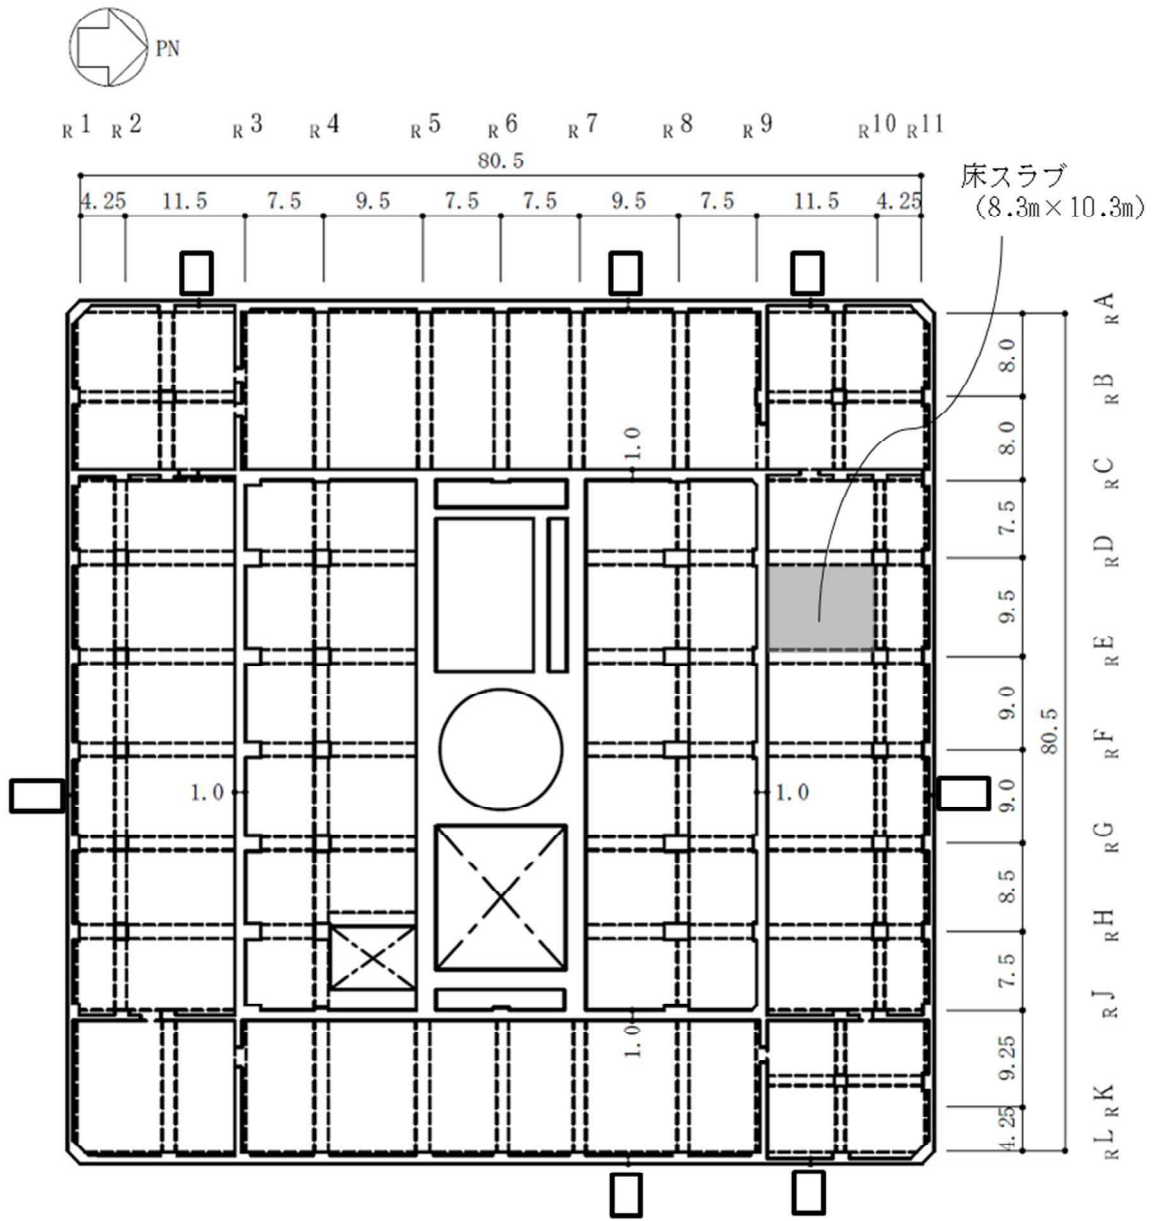 PN
R1 R2 R3 R4 R5 R6 R7 R8 R9 R10 R11
80.5
4.25 11.5 7.5 9.5 7.5 7.5 9.5 7.5 11.5 4.25
床スラブ
(8.3m×10.3m)
RA
8.0
RB
8.0
RC
7.5
RD
9.5
RE
9.0
RF
9.0
RG
8.5
RH
7.5
RJ
9.25
RK
4.25
RL
80.5
1.0
1.0
1.0
1.0